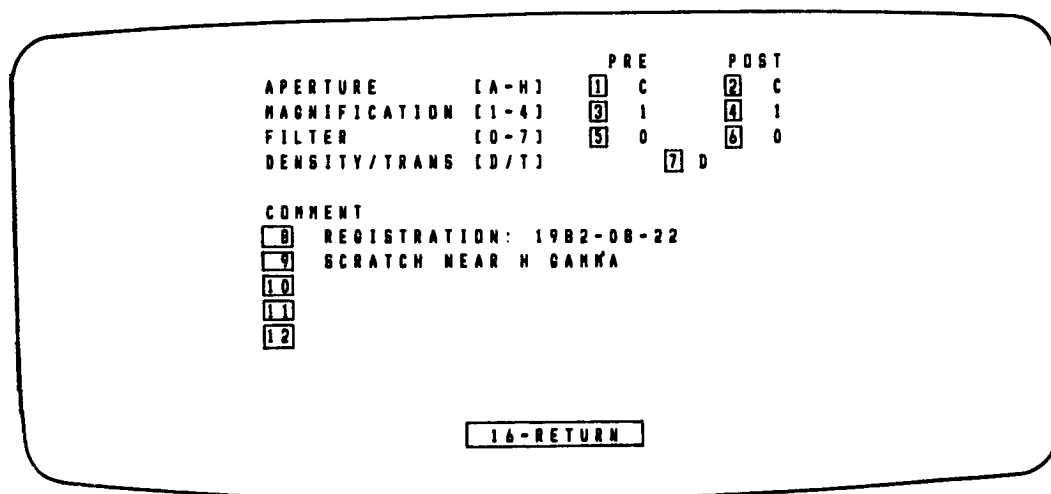 PRE POST
APERTURE [A-H] 1 C 2 C
MAGNIFICATION [1-4] 3 1 4 1
FILTER [0-7] 5 0 6 0
DENSITY/TRANS [D/T] 7 D
COMMENT
8 REGISTRATION: 1982-08-22
9 SCRATCH NEAR H GAMMA
10
11
12
16-RETURN